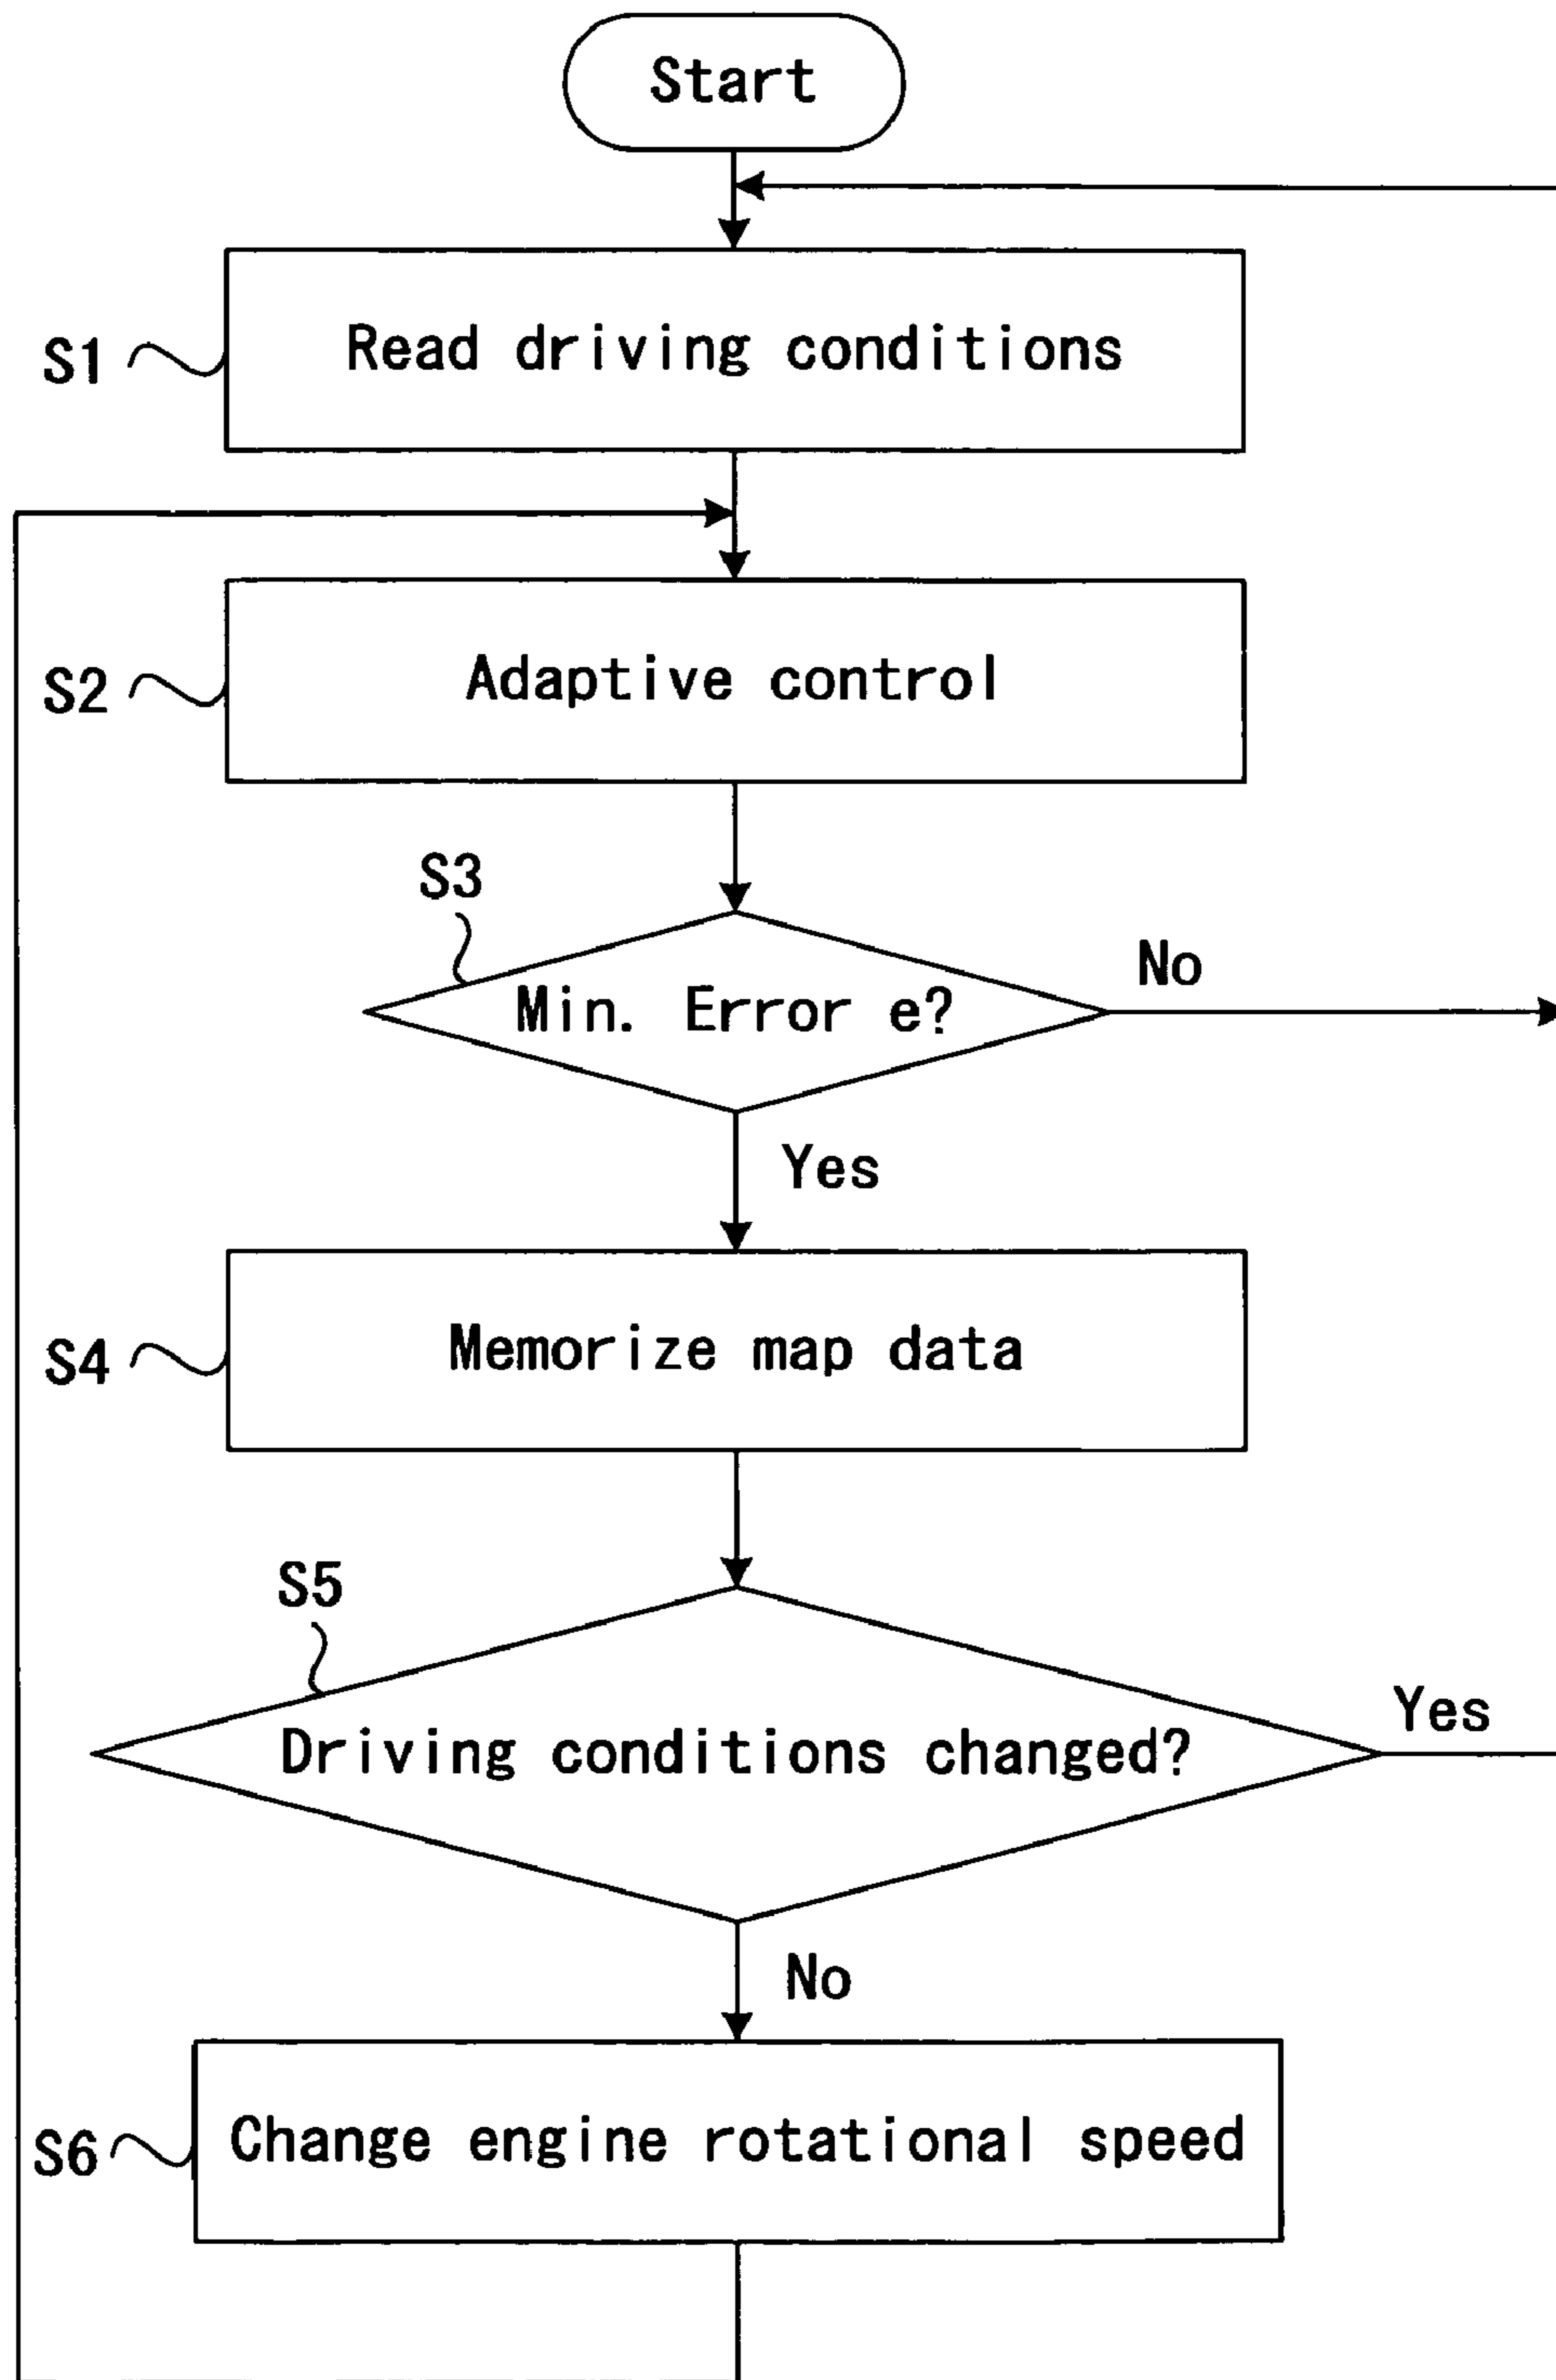 Start
S1
Read driving conditions
S2
Adaptive control
S3
Min. Error e?
No
Yes
S4
Memorize map data
S5
Driving conditions changed?
Yes
No
S6
Change engine rotational speed